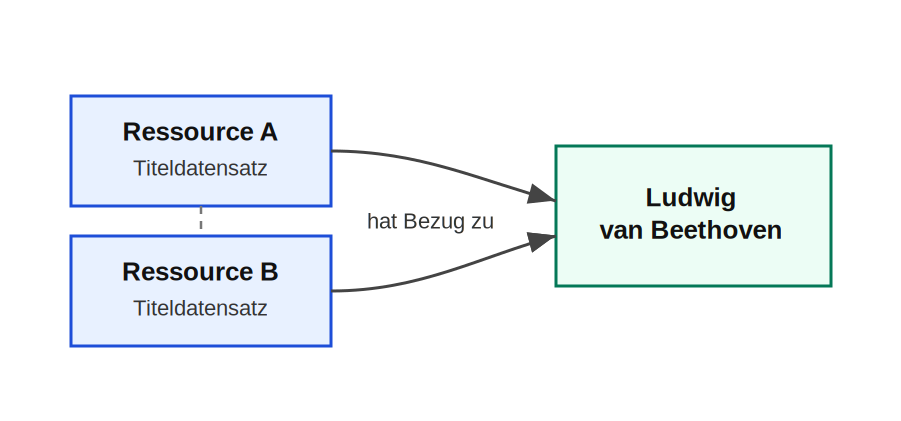 Ressource A
Titeldatensatz
hat Bezug zu
Ressource B
Titeldatensatz
Ludwig
van Beethoven